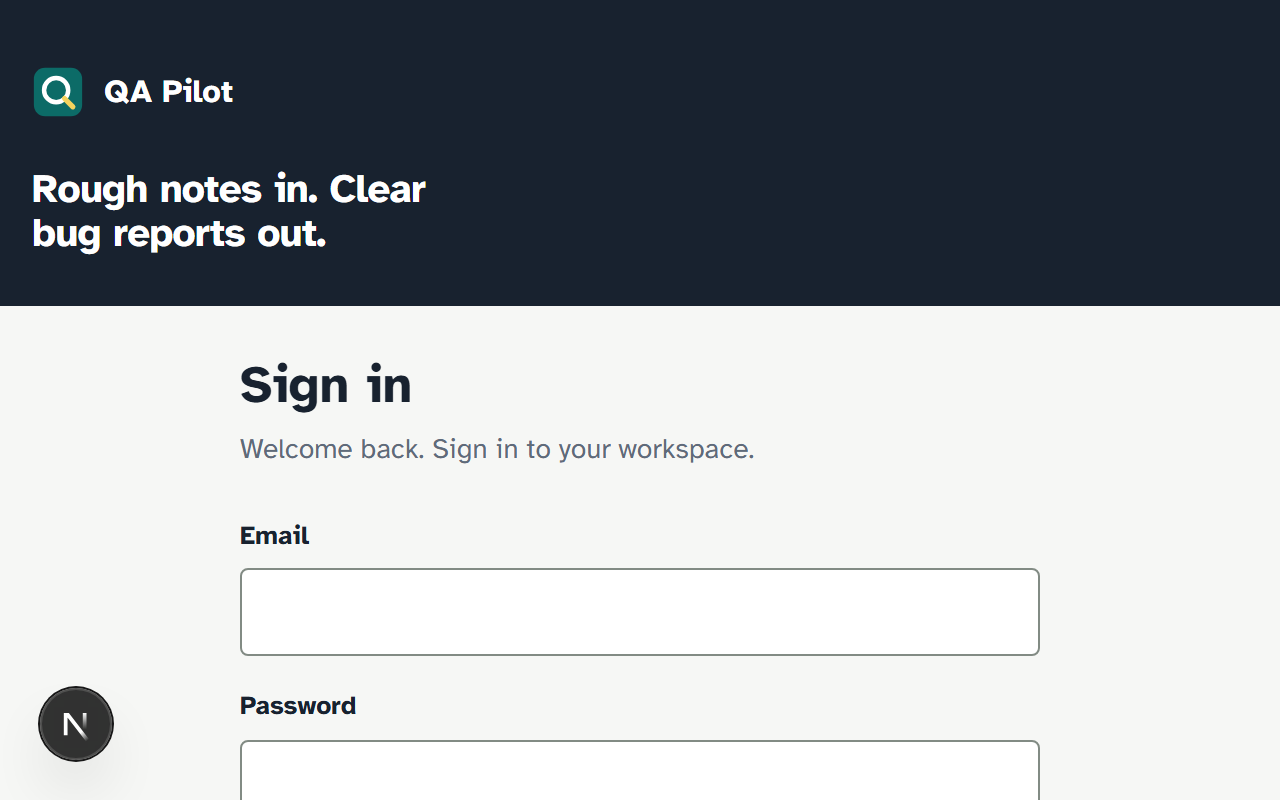 QA Pilot
Rough notes in. Clear
bug reports out.
Sign in
Welcome back. Sign in to your workspace.
Email
Password
N